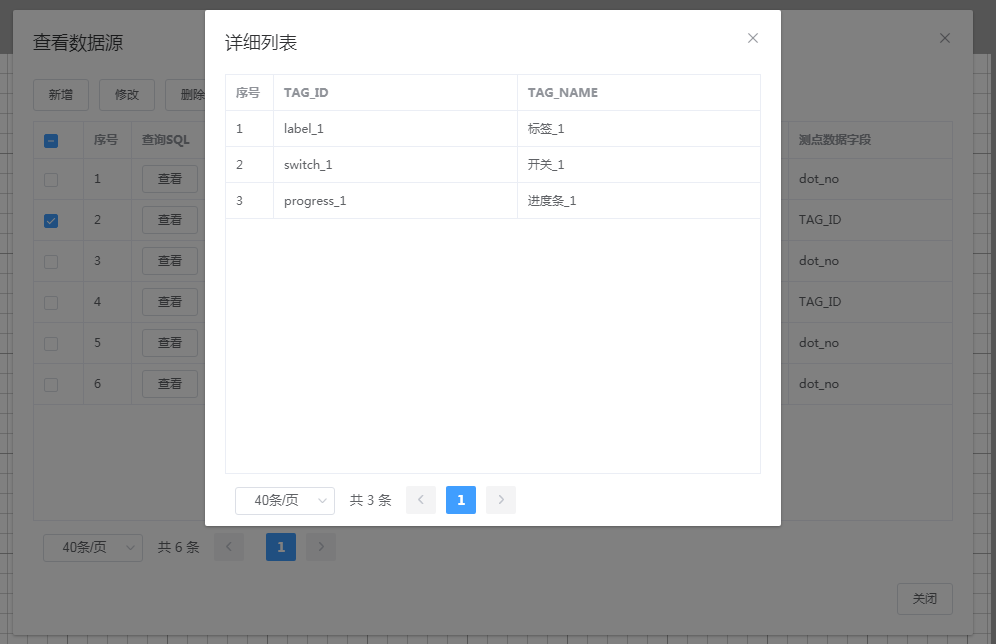 查看数据源
新增 修改 删除
序号 查询SQL 测点数据字段
1 查看 dot_no
2 查看 TAG_ID
3 查看 dot_no
4 查看 TAG_ID
5 查看 dot_no
6 查看 dot_no
40条/页 共 6 条 1
关闭
详细列表
序号 TAG_ID TAG_NAME
1 label_1 标签_1
2 switch_1 开关_1
3 progress_1 进度条_1
40条/页 共 3 条 1